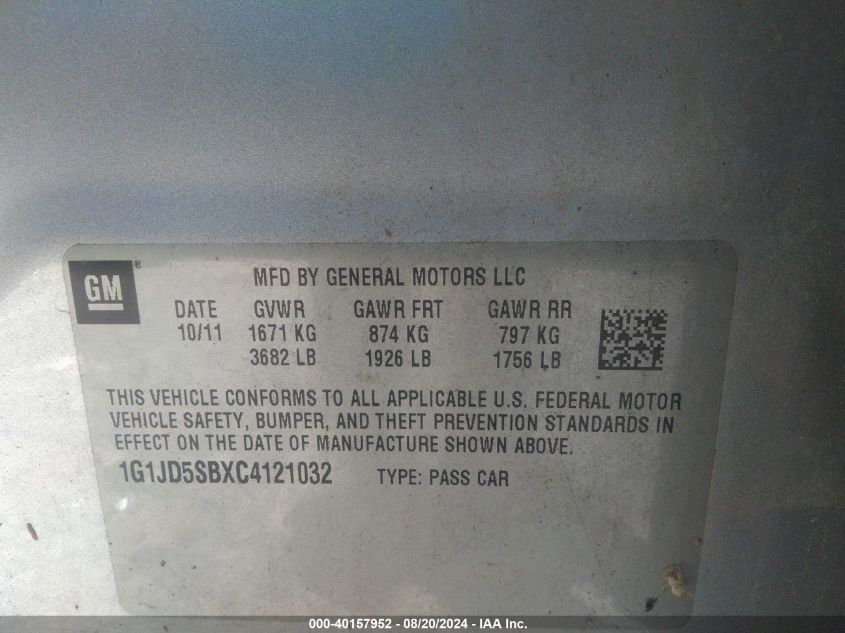 GM®
MFD BY GENERAL MOTORS LLC
DATE GVWR GAWR FRT GAWR RR
10/11 1671 KG 874 KG 797 KG
3682 LB 1926 LB 1756 LB
THIS VEHICLE CONFORMS TO ALL APPLICABLE U.S. FEDERAL MOTOR
VEHICLE SAFETY, BUMPER, AND THEFT PREVENTION STANDARDS IN
EFFECT ON THE DATE OF MANUFACTURE SHOWN ABOVE.
1G1JD5SBXC4121032 TYPE: PASS CAR
000-40157952 - 08/20/2024 - IAA Inc.